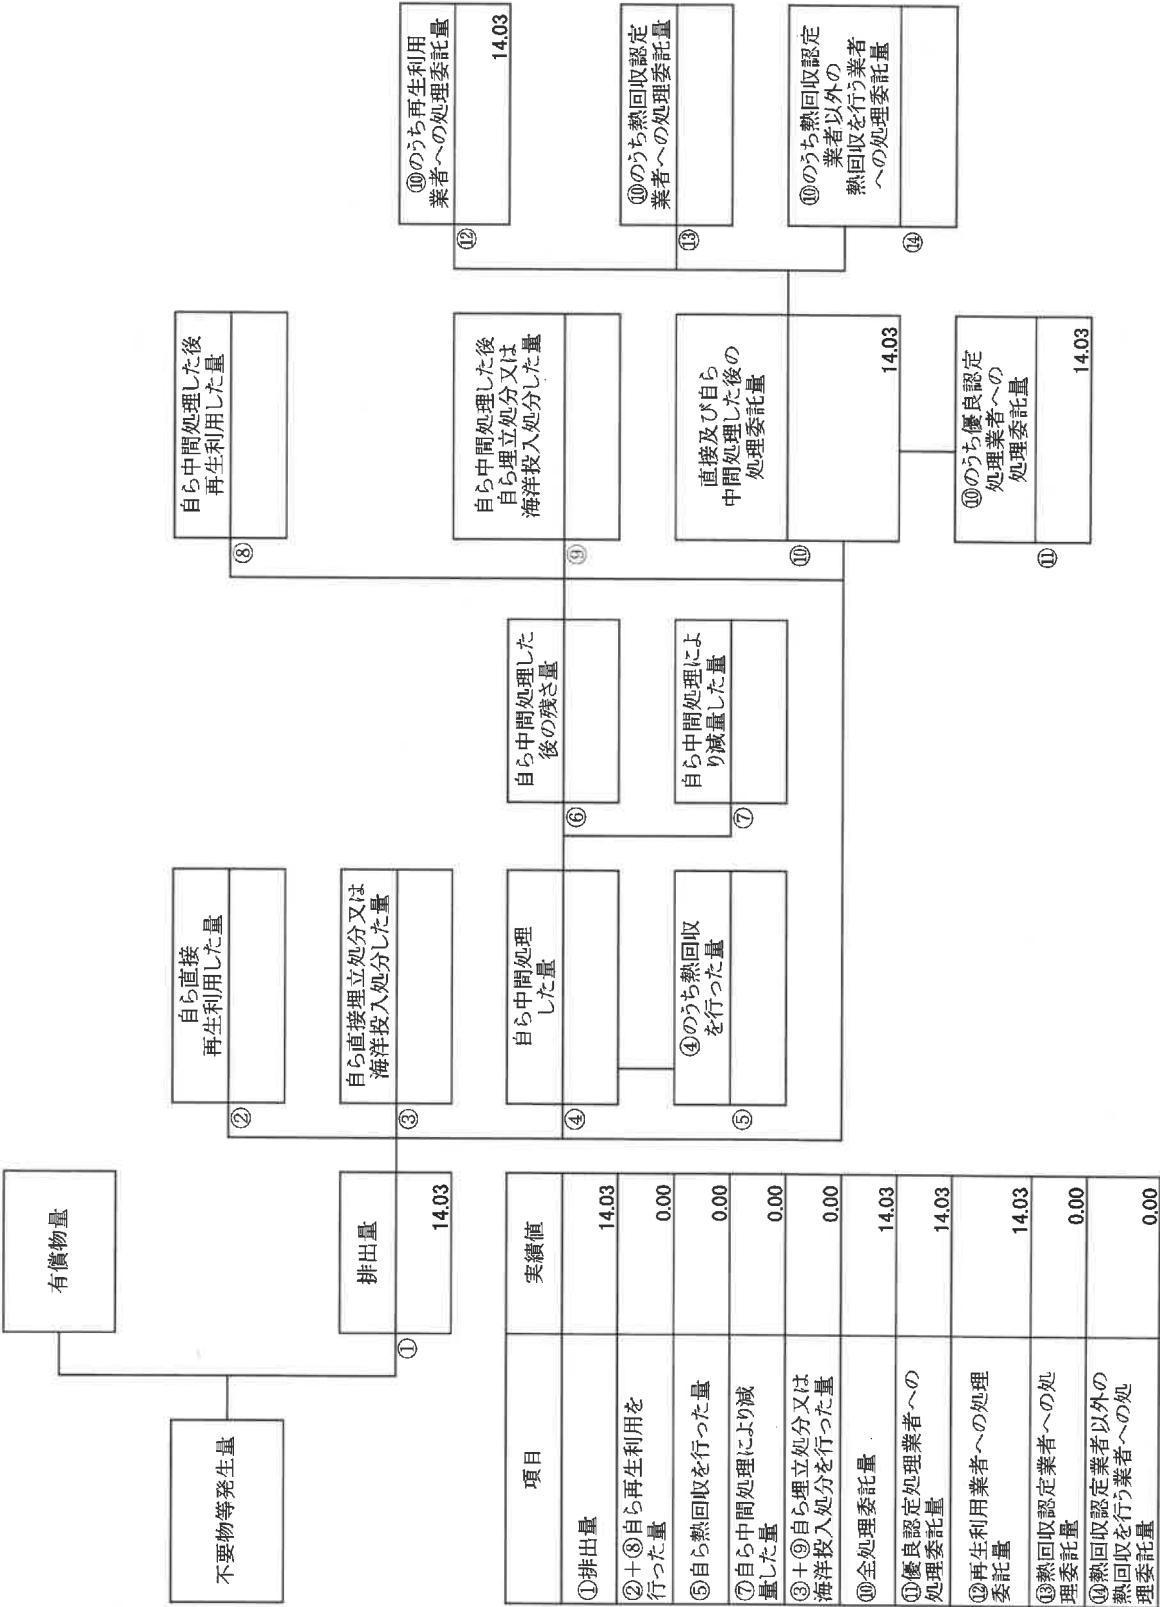 不要物等発生量
有償物量
排出量
①
14.03
②
自ら直接
再生利用した量
③
自ら直接埋立処分又は
海洋投入処分した量
④
自ら中間処理
した量
⑤
④のうち熱回収
を行った量
⑥
自ら中間処理した
後の残さ量
⑦
自ら中間処理によ
り減量した量
⑧
自ら中間処理した後
再生利用した量
⑨
自ら中間処理した後
自ら埋立処分又は
海洋投入処分した量
⑩
直接及び自ら
中間処理した後の
処理委託量
14.03
⑪
⑩のうち優良認定
処理業者への
処理委託量
14.03
⑫
⑩のうち再生利用
業者への処理委託量
14.03
⑬
⑩のうち熱回収認定
業者への処理委託量
⑭
⑩のうち熱回収認定
業者以外の
熱回収を行う業者
への処理委託量
項目 実績値
①排出量 14.03
②+⑧自ら再生利用を
行った量 0.00
⑤自ら熱回収を行った量 0.00
⑦自ら中間処理により減
量した量 0.00
③+⑨自ら埋立処分又は
海洋投入処分を行った量 0.00
⑩全処理委託量 14.03
⑪優良認定処理業者への
処理委託量 14.03
⑫再生利用業者への処理
委託量 14.03
⑬熱回収認定業者への処
理委託量 0.00
⑭熱回収認定業者以外の
熱回収を行う業者への処
理委託量 0.00